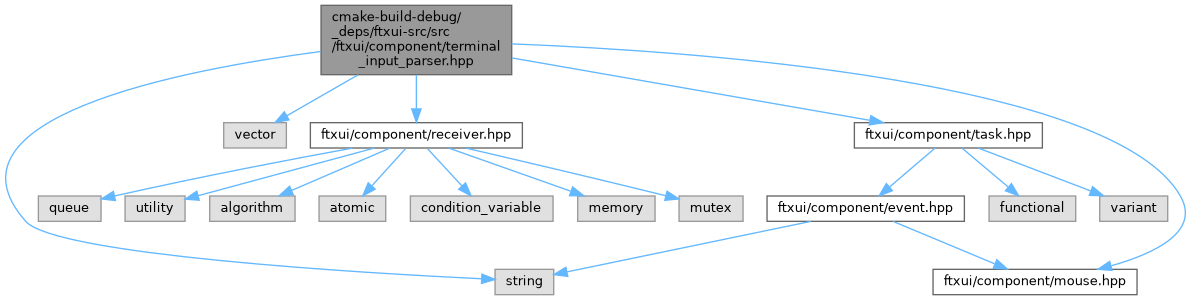 cmake-build-debug/
_deps/ftxui-src/src
/ftxui/component/terminal
_input_parser.hpp
vector
ftxui/component/receiver.hpp
ftxui/component/task.hpp
queue
utility
algorithm
atomic
condition_variable
memory
mutex
ftxui/component/event.hpp
functional
variant
string
ftxui/component/mouse.hpp